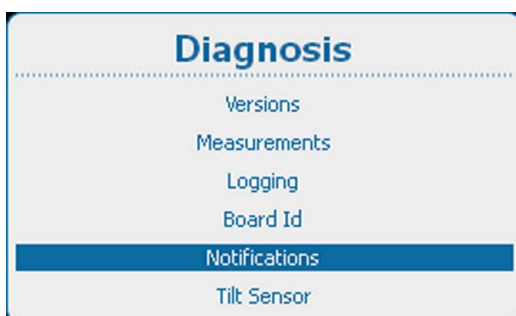 Diagnosis
Versions
Measurements
Logging
Board Id
Notifications
Tilt Sensor